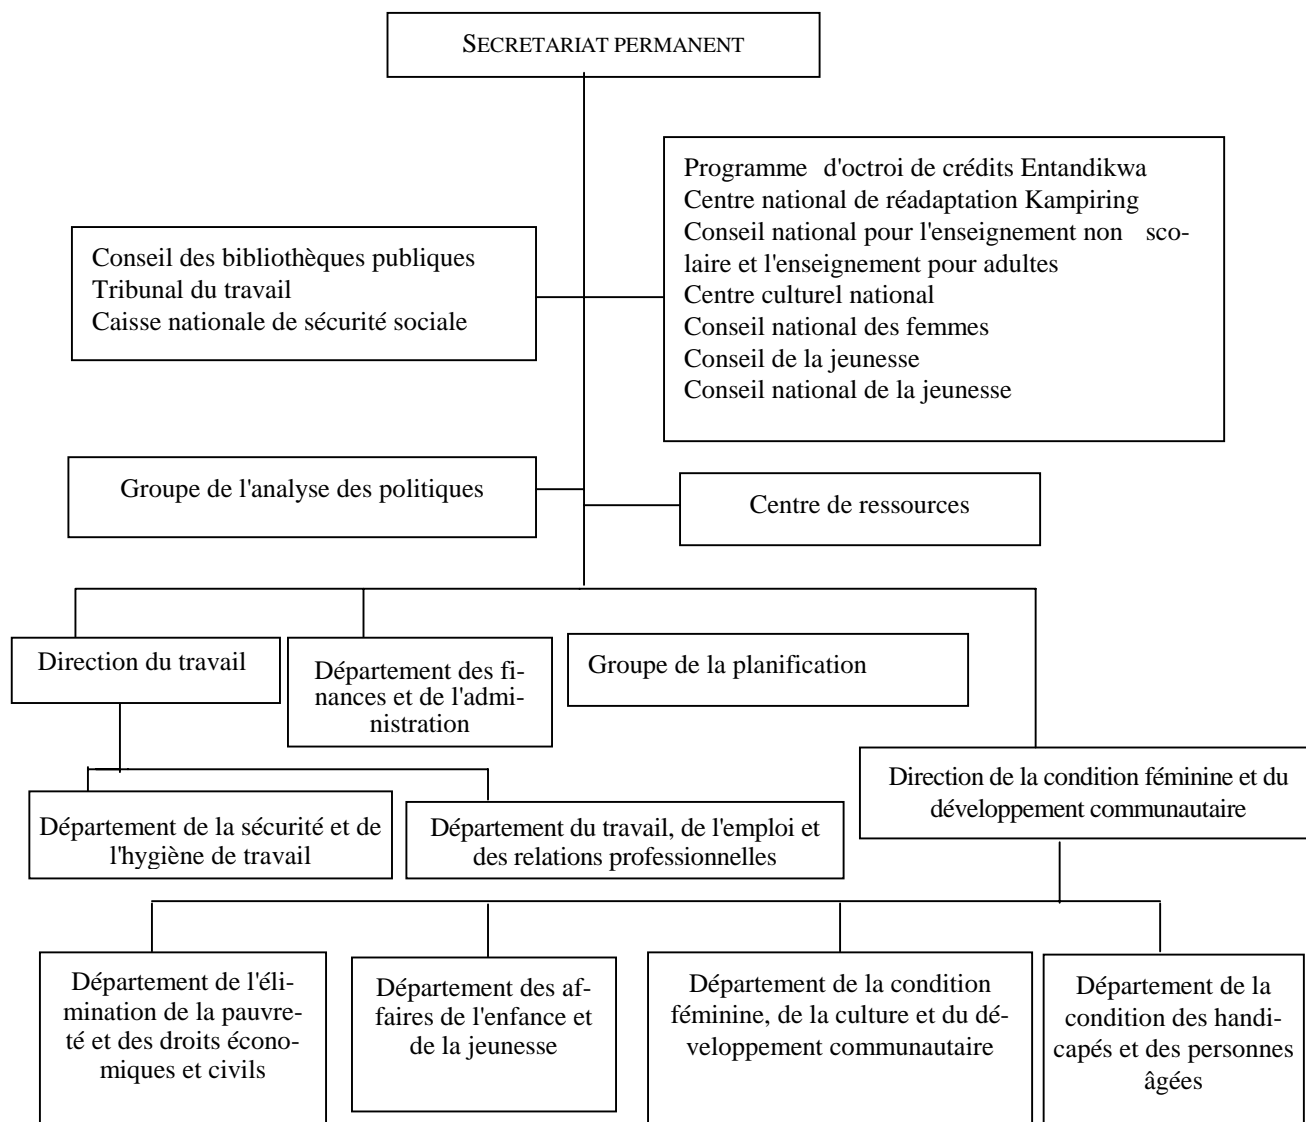 SECRETARIAT PERMANENT
Programme d'octroi de crédits Entandikwa
Centre national de réadaptation Kampiring
Conseil national pour l'enseignement non sco-
laire et l'enseignement pour adultes
Centre culturel national
Conseil national des femmes
Conseil de la jeunesse
Conseil national de la jeunesse
Conseil des bibliothèques publiques
Tribunal du travail
Caisse nationale de sécurité sociale
Groupe de l'analyse des politiques
Centre de ressources
Direction du travail
Département des fi-
nances et de l'admi-
nistration
Groupe de la planification
Direction de la condition féminine et du
développement communautaire
Département de la sécurité et de
l'hygiène de travail
Département du travail, de l'emploi et
des relations professionnelles
Département de l'éli-
mination de la pauvre-
té et des droits écono-
miques et civils
Département des af-
faires de l'enfance et
de la jeunesse
Département de la condition
féminine, de la culture et du dé-
veloppement communautaire
Département de la
condition des handi-
capés et des personnes
âgées